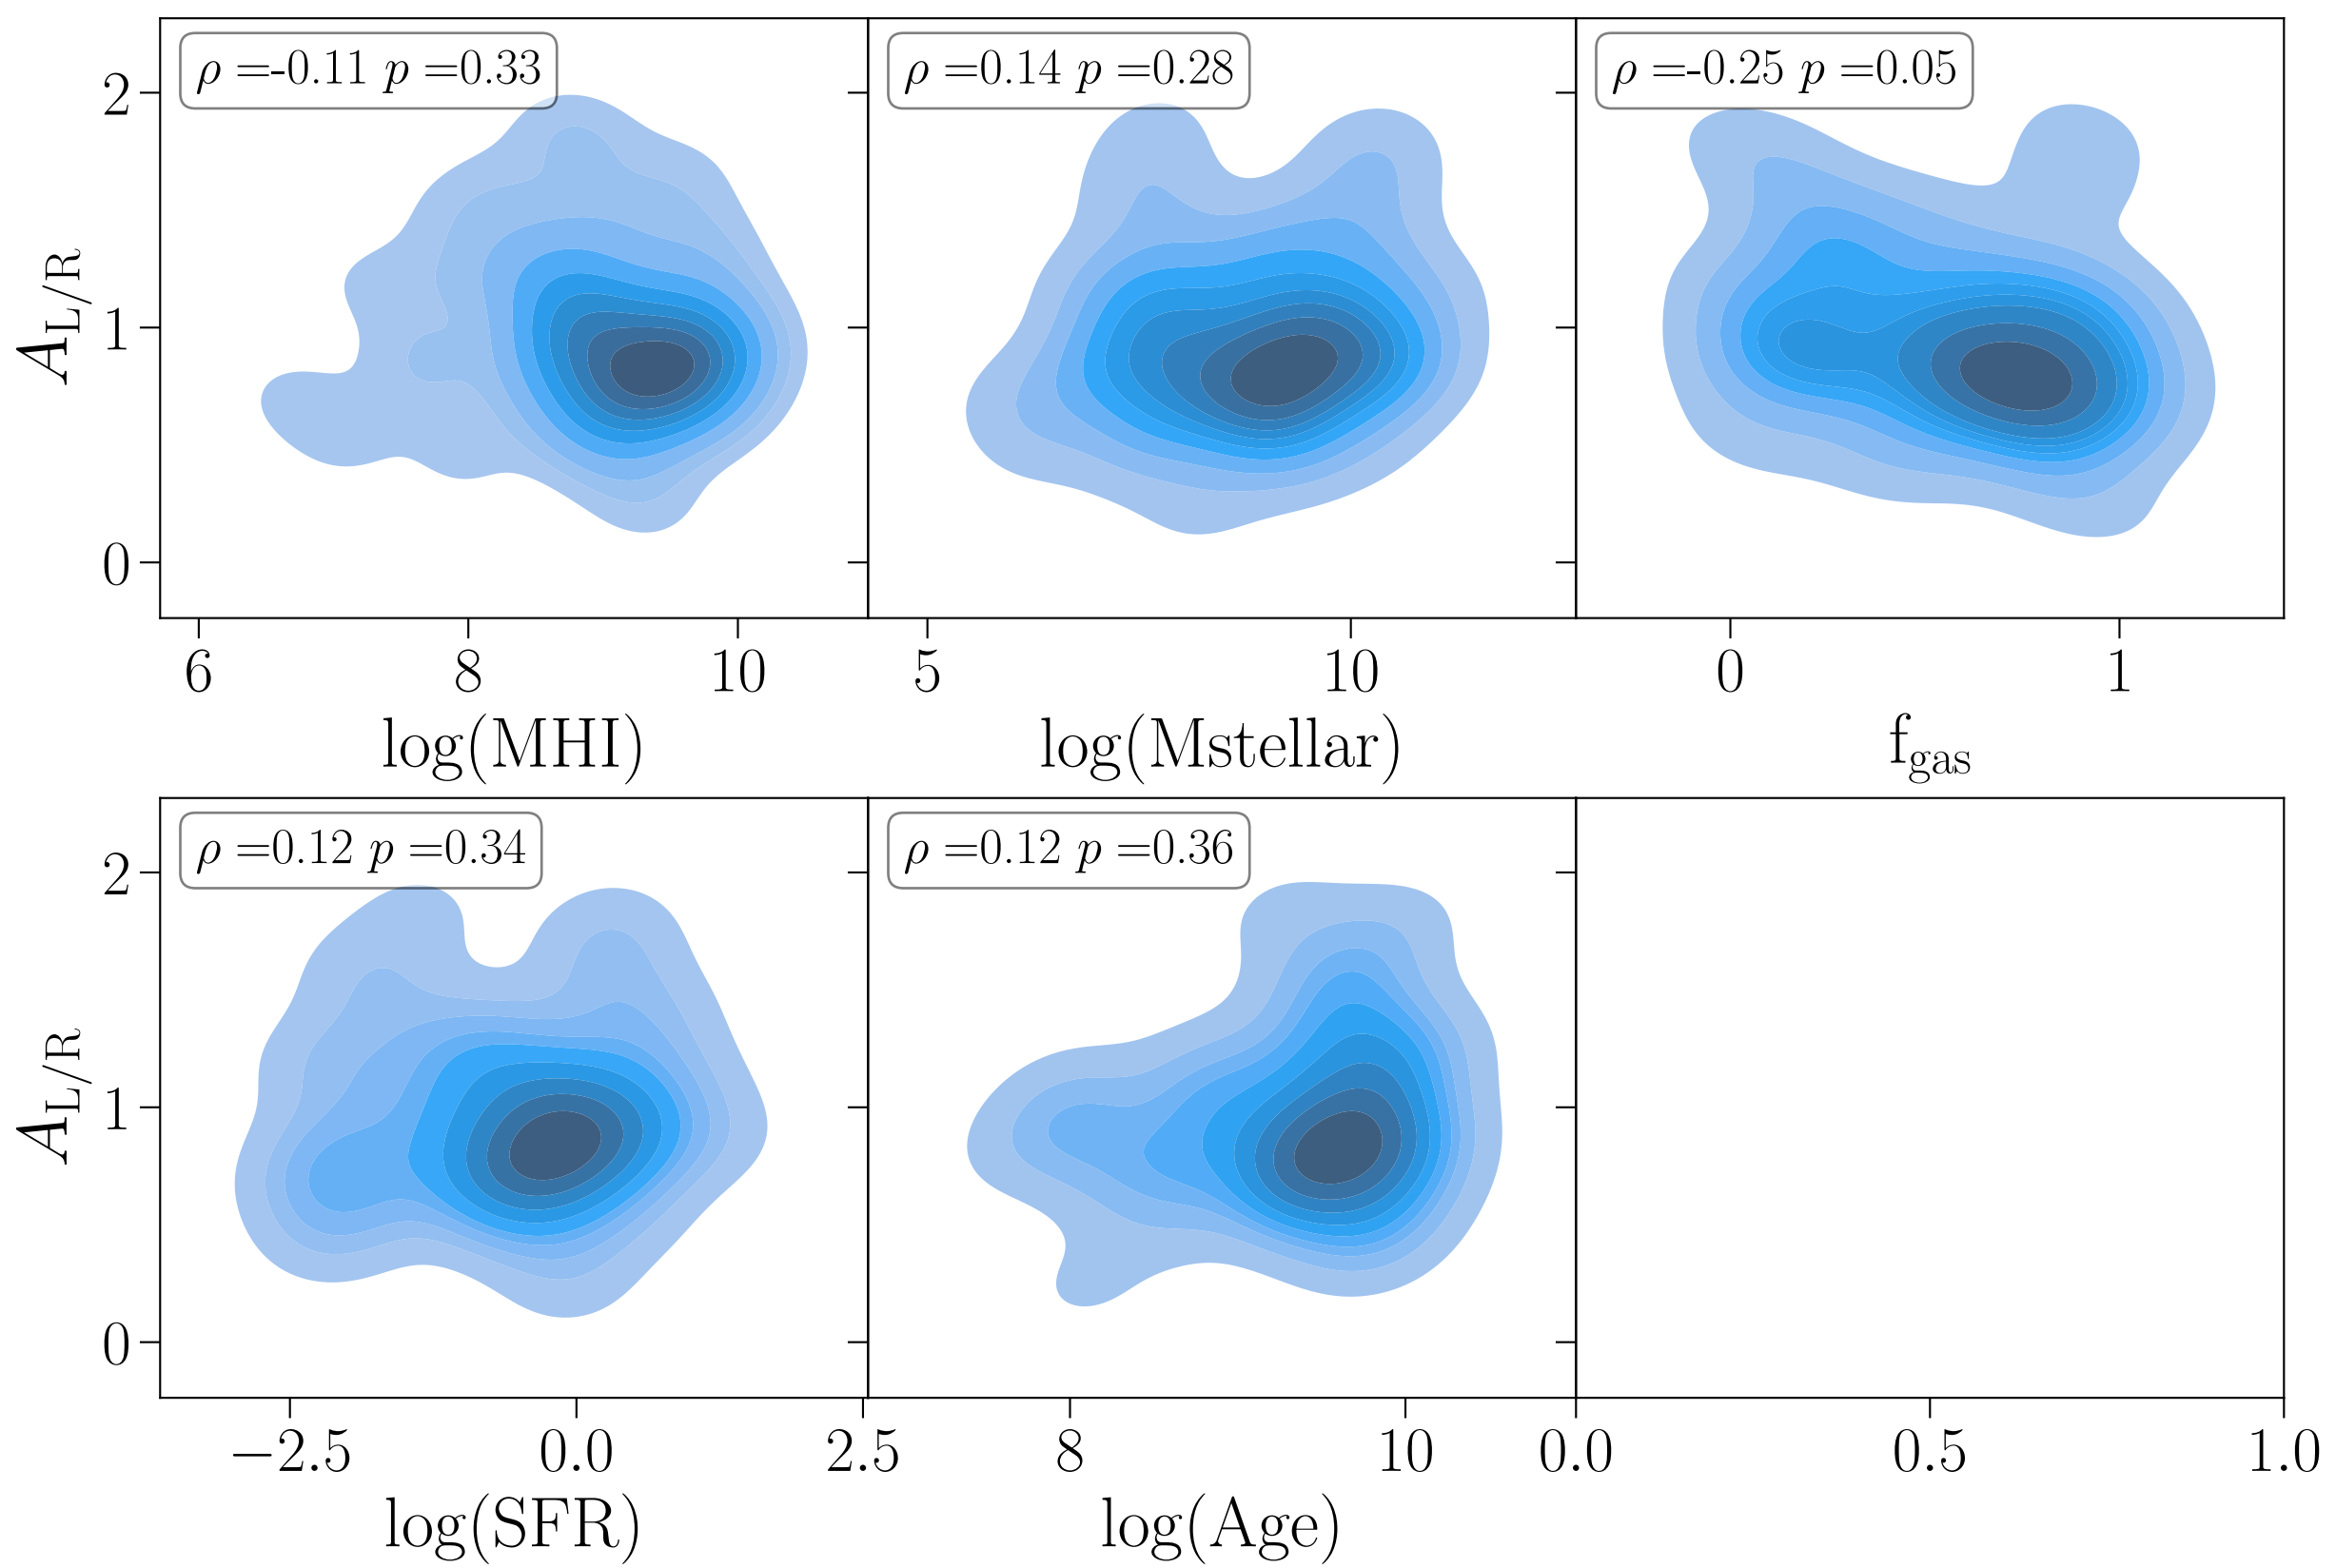 ρ =-0.11 p =0.33
ρ =0.14 p =0.28
ρ =-0.25 p =0.05
2
1
0
A_L/R
6 8 10
5 10
0 1
log(MHI)
log(Mstellar)
f_gas
ρ =0.12 p =0.34
ρ =0.12 p =0.36
2
1
0
A_L/R
−2.5 0.0 2.5
8 10
0.0 0.5 1.0
log(SFR)
log(Age)